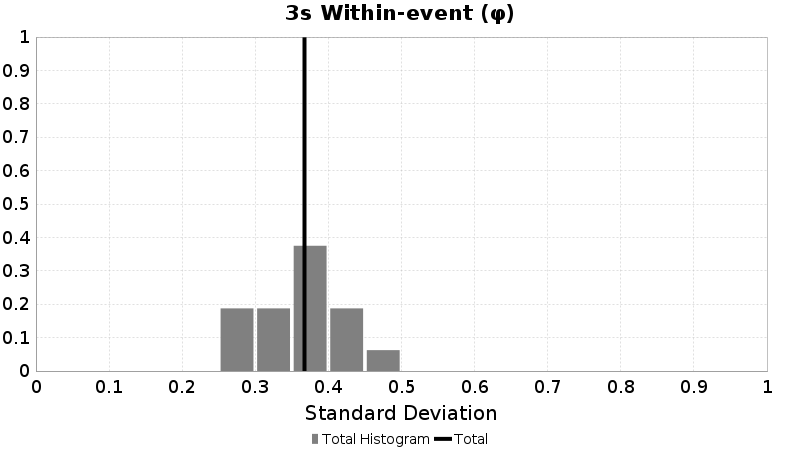 3s Within-event (φ)
1
0.9
0.8
0.7
0.6
0.5
0.4
0.3
0.2
0.1
0
0 0.1 0.2 0.3 0.4 0.5 0.6 0.7 0.8 0.9 1
Standard Deviation
Total Histogram Total